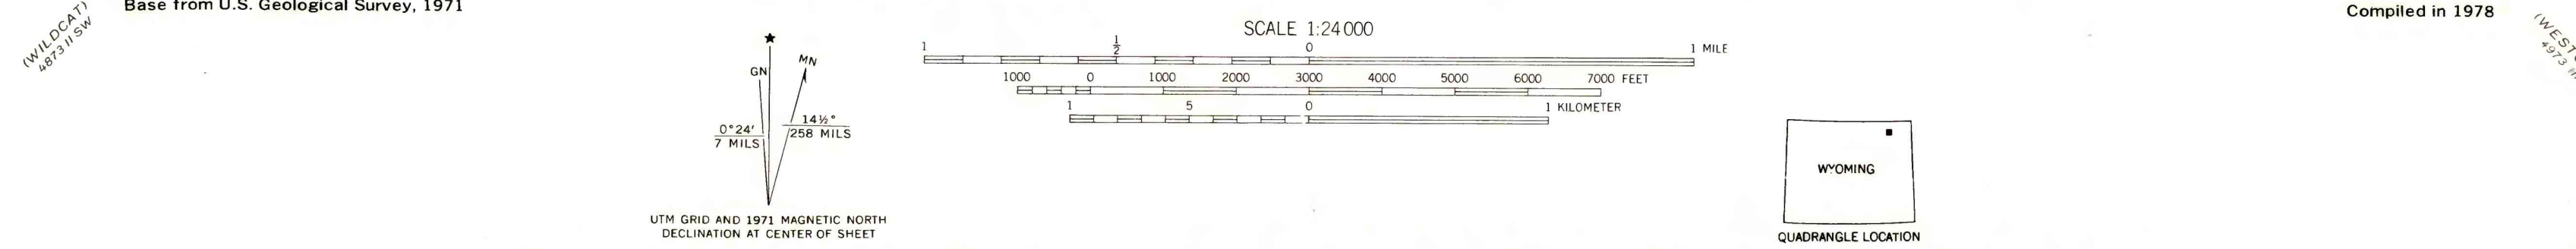 (WILDCAT)
4873 II SW
Base from U.S. Geological Survey, 1971
GN
MN
0°24'
7 MILS
14½°
258 MILS
UTM GRID AND 1971 MAGNETIC NORTH
DECLINATION AT CENTER OF SHEET
SCALE 1:24 000
1 ½ 0 1 MILE
1000 0 1000 2000 3000 4000 5000 6000 7000 FEET
1 5 0 1 KILOMETER
WYOMING
QUADRANGLE LOCATION
Compiled in 1978